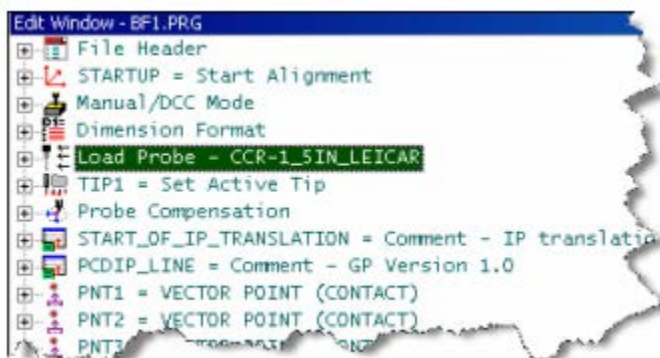 Edit Window - BF1.PRG
File Header
STARTUP = Start Alignment
Manual/DCC Mode
Dimension Format
Load Probe - CCR-1_5IN_LEICAR
TIP1 = Set Active Tip
Probe Compensation
START_OF_IP_TRANSLATION = Comment - IP translatio
PCDIP_LINE = Comment - GP Version 1.0
PNT1 = VECTOR POINT (CONTACT)
PNT2 = VECTOR POINT (CONTACT)
PNT3